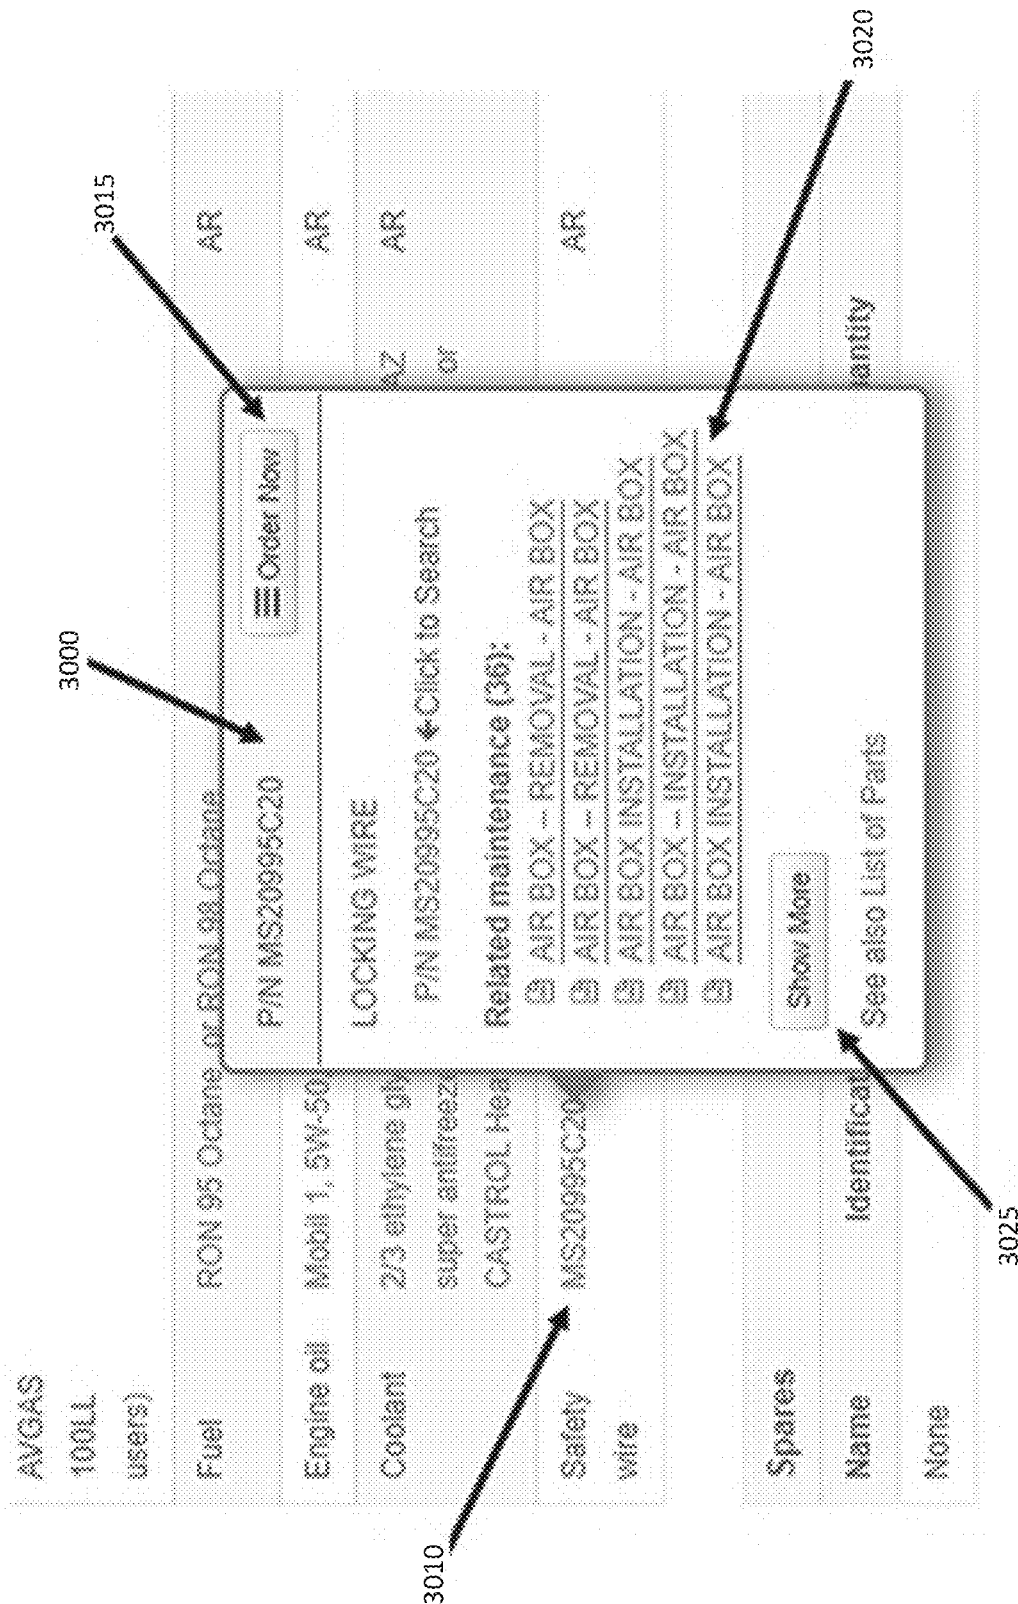 AVGAS
100LL
users)
Fuel RON 95 Octane or RON 98 Octane AR
Engine oil Mobil 1, 5W-50 AR
Coolant 2/3 ethylene gly AR
super antifreez or
CASTROL Hea
Safety MS20995C20 AR
wire
Spares
Name Identificat antity
None
P/N MS20995C20 Order Now
LOCKING WIRE
P/N MS20995C20 ←Click to Search
Related maintenance (36):
AIR BOX – REMOVAL - AIR BOX
AIR BOX – REMOVAL - AIR BOX
AIR BOX INSTALLATION - AIR BOX
AIR BOX – INSTALLATION - AIR BOX
AIR BOX INSTALLATION - AIR BOX
Show More
See also List of Parts
3000
3010
3015
3020
3025